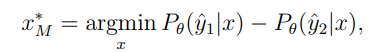 x*_M = argmin_x P_θ(ŷ_1|x) − P_θ(ŷ_2|x),